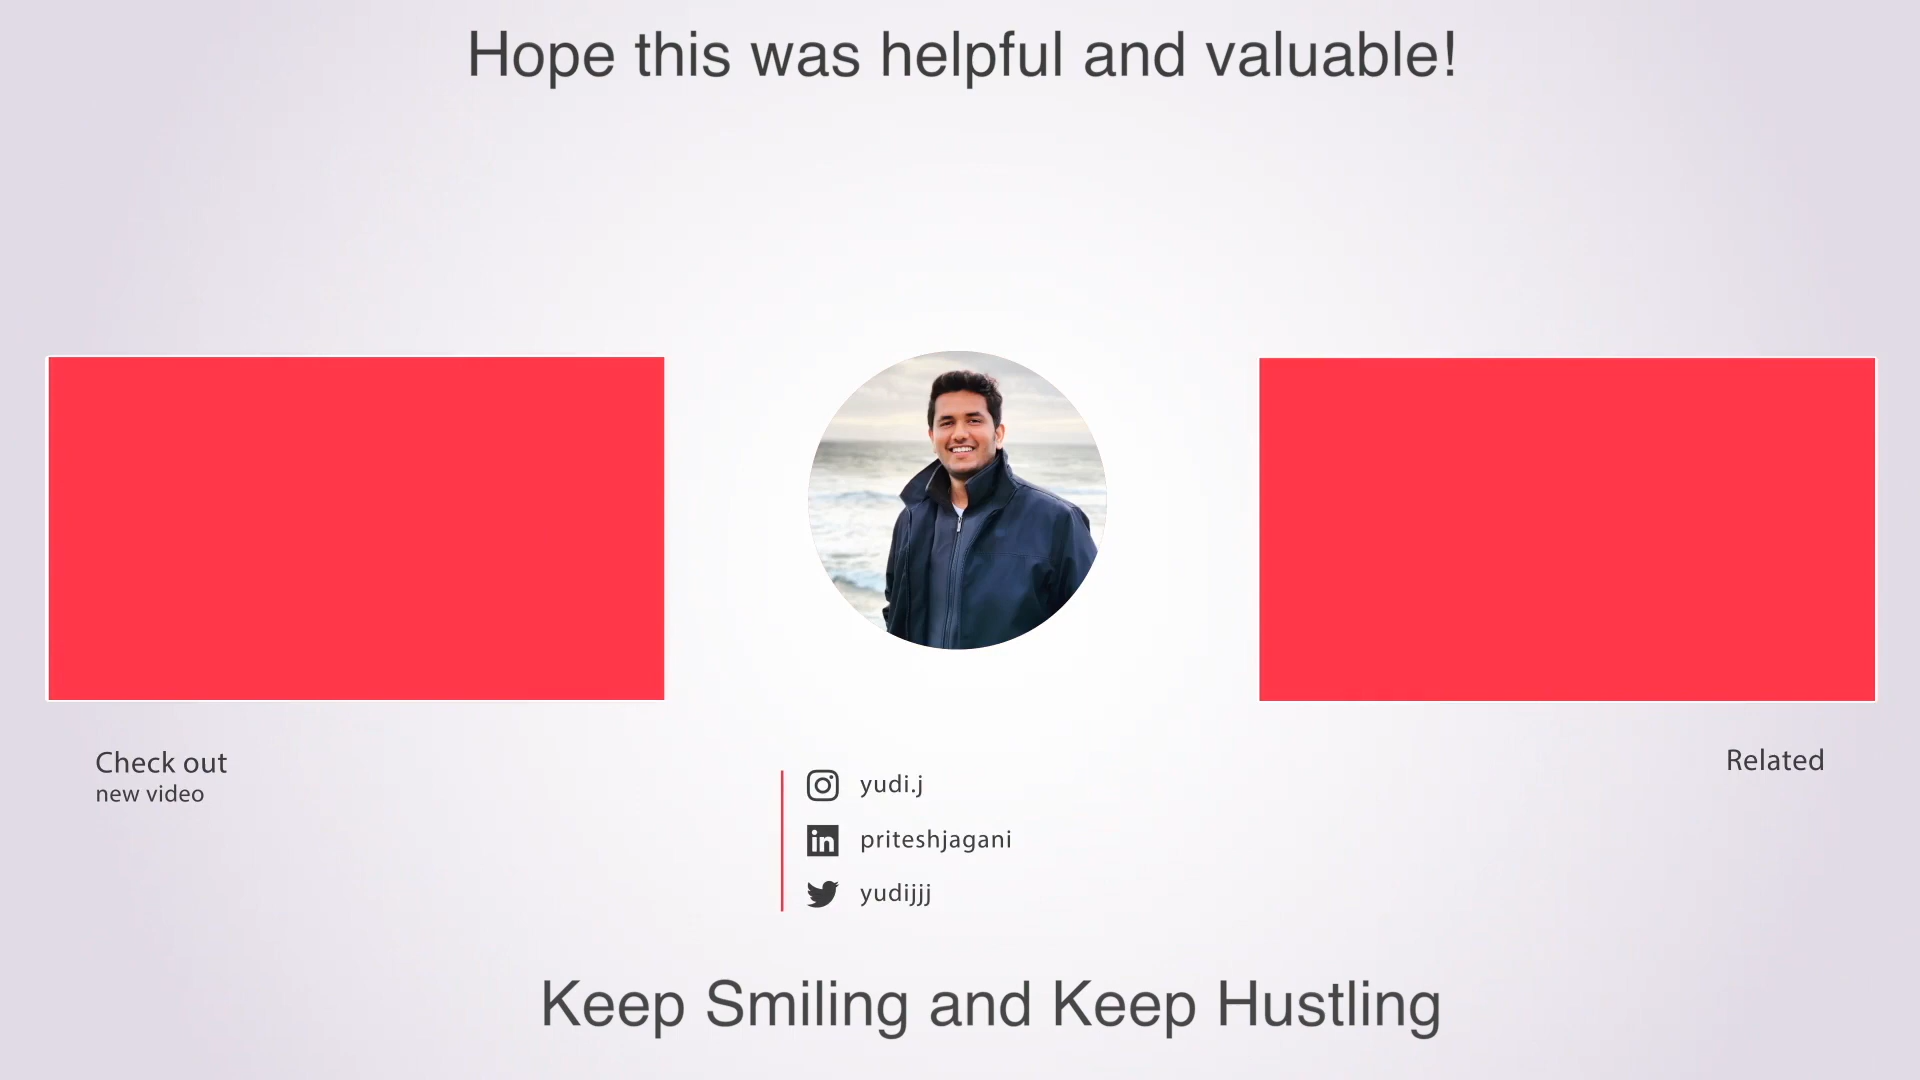 Hope this was helpful and valuable!
Check out
new video
Related
yudi.j
priteshjagani
yudijjj
Keep Smiling and Keep Hustling